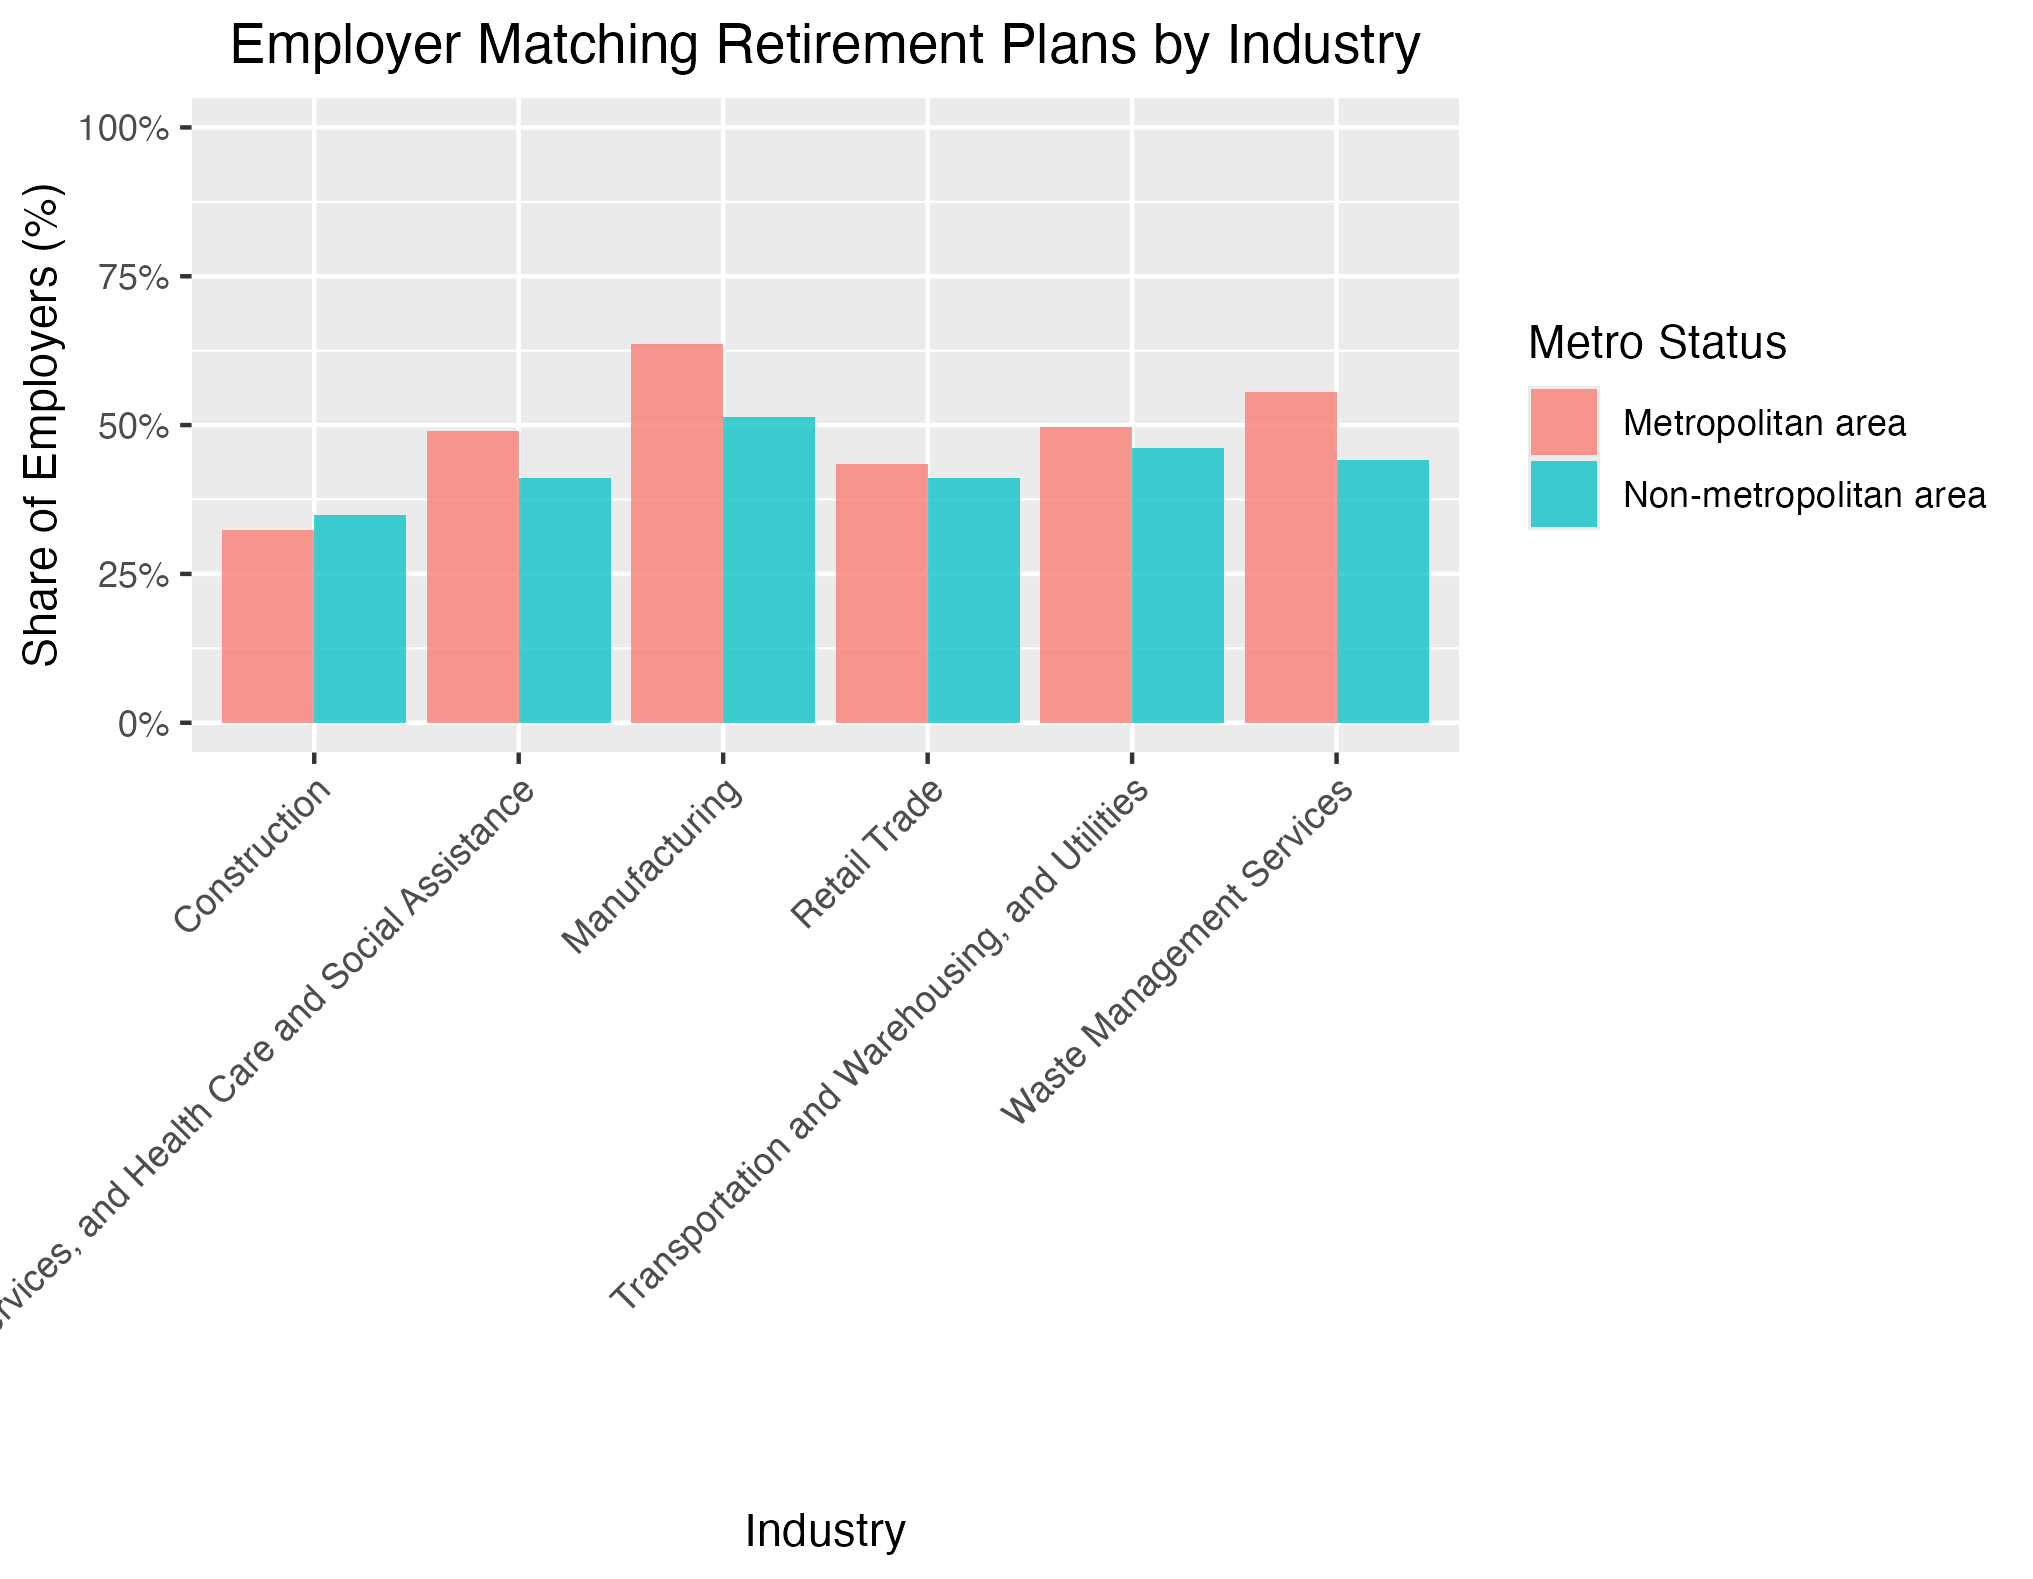 Employer Matching Retirement Plans by Industry
Share of Employers (%)
100%
75%
50%
25%
0%
Metro Status
Metropolitan area
Non-metropolitan area
Construction
and Health Care and Social Assistance
Manufacturing
Retail Trade
Transportation and Warehousing, and Utilities
Waste Management Services
Industry